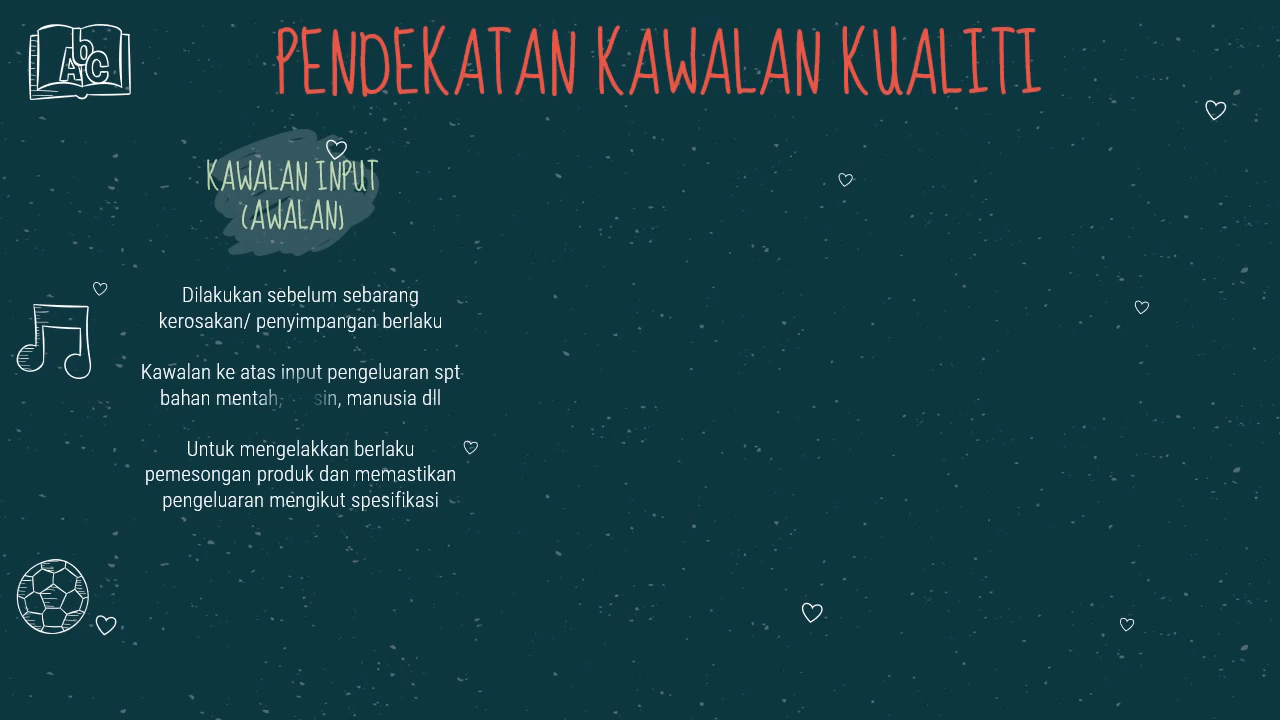 PENDEKATAN KAWALAN KUALITI
KAWALAN INPUT
(AWALAN)
Dilakukan sebelum sebarang
kerosakan/ penyimpangan berlaku
Kawalan ke atas input pengeluaran spt
bahan mentah, manusia dll
Untuk mengelakkan berlaku
pemesongan produk dan memastikan
pengeluaran mengikut spesifikasi
AbC